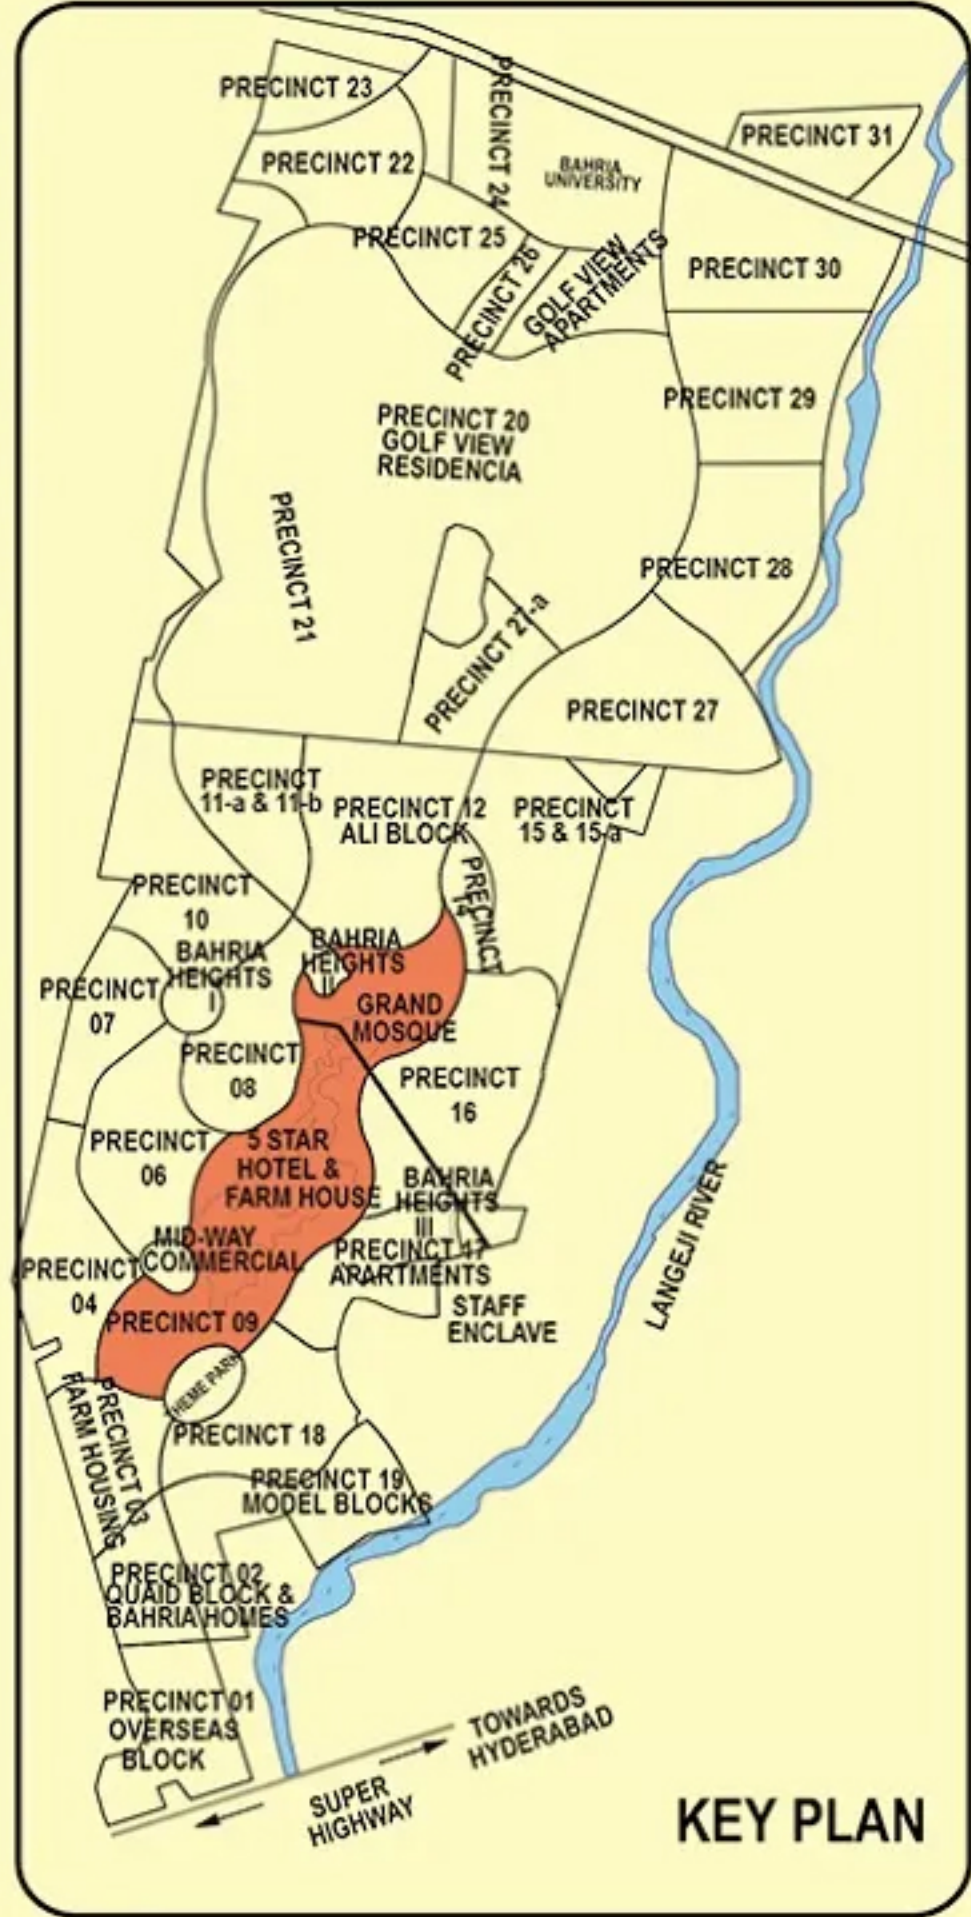 PRECINCT 23
PRECINCT 24
PRECINCT 31
PRECINCT 22
BAHRIA
UNIVERSITY
PRECINCT 25
PRECINCT 26
GOLF VIEW
APARTMENTS
PRECINCT 30
PRECINCT 29
PRECINCT 20
GOLF VIEW
RESIDENCIA
PRECINCT 21
PRECINCT 28
PRECINCT 27-a
PRECINCT 27
PRECINCT
11-a & 11-b
PRECINCT 12
ALI BLOCK
PRECINCT
15 & 15-a
PRECINCT
14
PRECINCT
10
BAHRIA
HEIGHTS
I
BAHRIA
HEIGHTS
II
PRECINCT
07
GRAND
MOSQUE
PRECINCT
08
PRECINCT
16
PRECINCT
06
5 STAR
HOTEL &
FARM HOUSE
BAHRIA
HEIGHTS
III
LANGEJI RIVER
MID-WAY
COMMERCIAL
PRECINCT 17
APARTMENTS
PRECINCT
04
STAFF
ENCLAVE
PRECINCT 09
THEME PARK
PRECINCT 03
FARM HOUSING
PRECINCT 18
PRECINCT 19
MODEL BLOCKS
PRECINCT 02
QUAID BLOCK &
BAHRIA HOMES
PRECINCT 01
OVERSEAS
BLOCK
TOWARDS
HYDERABAD
SUPER
HIGHWAY
KEY PLAN